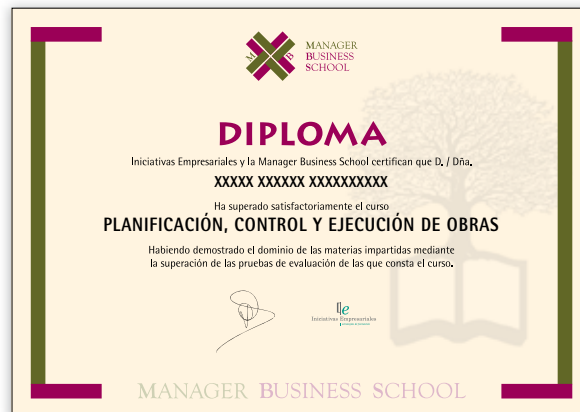 M B
MANAGER
BUSINESS
SCHOOL
DIPLOMA
Iniciativas Empresariales y la Manager Business School certifican que D. / Dña.
XXXXX XXXXXX XXXXXXXXXX
Ha superado satisfactoriamente el curso
PLANIFICACIÓN, CONTROL Y EJECUCIÓN DE OBRAS
Habiendo demostrado el dominio de las materias impartidas mediante
la superación de las pruebas de evaluación de las que consta el curso.
Iniciativas Empresariales
MANAGER BUSINESS SCHOOL